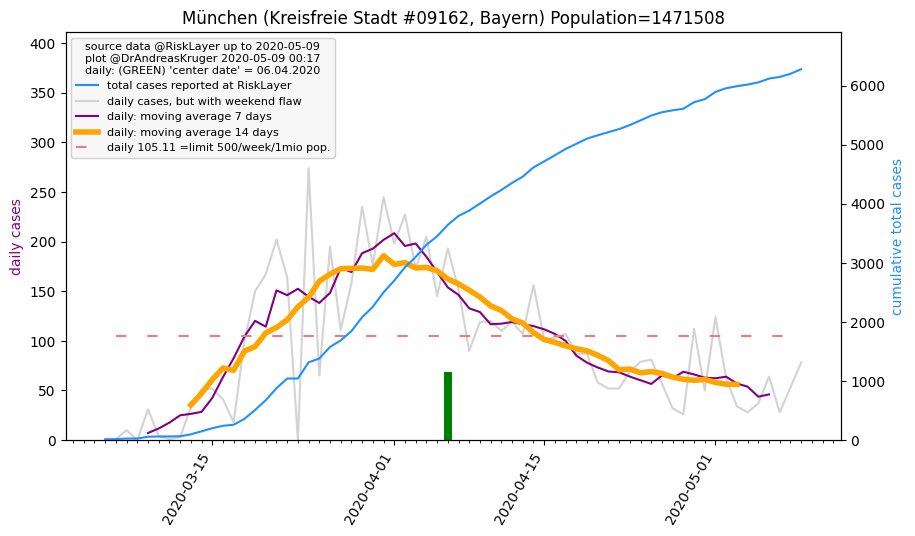 München (Kreisfreie Stadt #09162, Bayern) Population=1471508
source data @RiskLayer up to 2020-05-09
plot @DrAndreasKruger 2020-05-09 00:17
daily: (GREEN) 'center date' = 06.04.2020
total cases reported at RiskLayer
daily cases, but with weekend flaw
daily: moving average 7 days
daily: moving average 14 days
daily 105.11 =limit 500/week/1mio pop.
daily cases
400
350
300
250
200
150
100
50
0
6000
5000
4000
3000
2000
1000
0
cumulative total cases
2020-03-15
2020-04-01
2020-04-15
2020-05-01